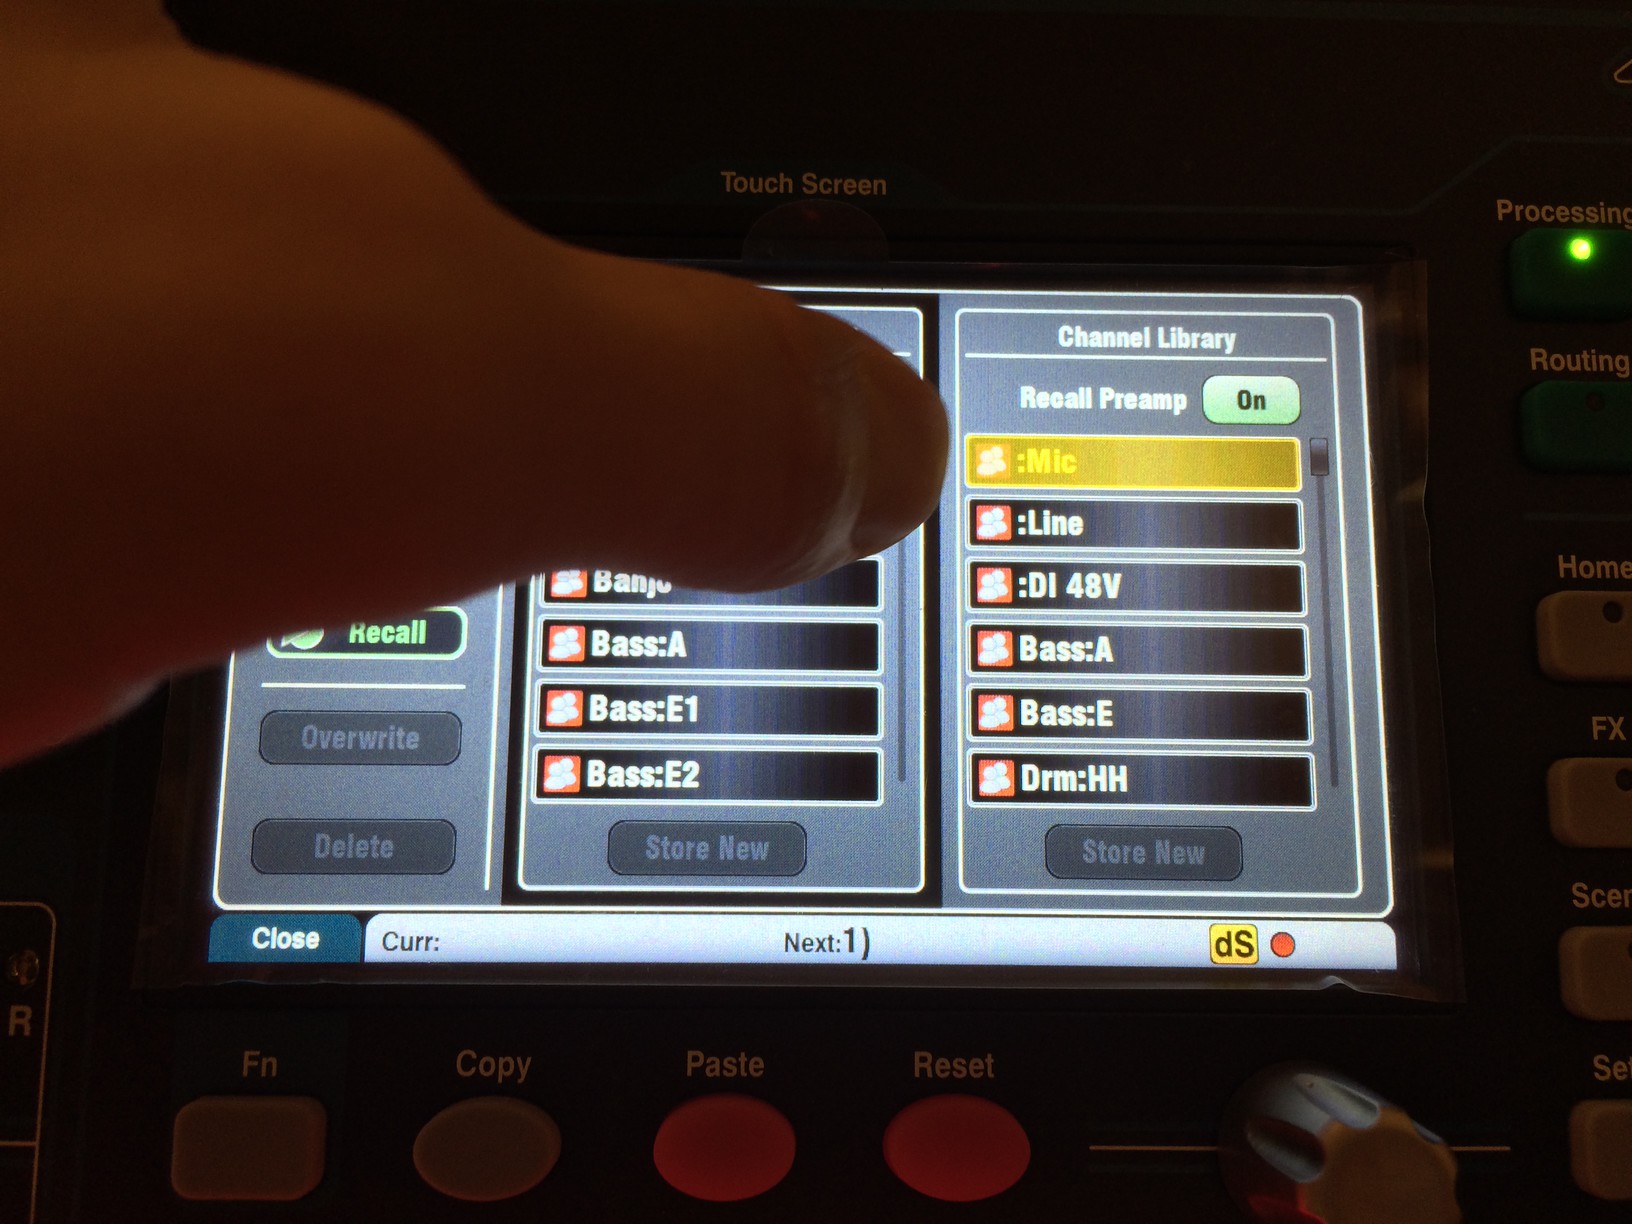 Touch Screen
Processing
Routing
Channel Library
Recall Preamp On
:Mic
:Line
:DI 48V
Bass:A
Bass:E
Drm:HH
Store New
Banjo
Bass:A
Bass:E1
Bass:E2
Store New
Recall
Overwrite
Delete
Close
Curr:
Next:1)
dS
Home
FX
R
Fn
Copy
Paste
Reset